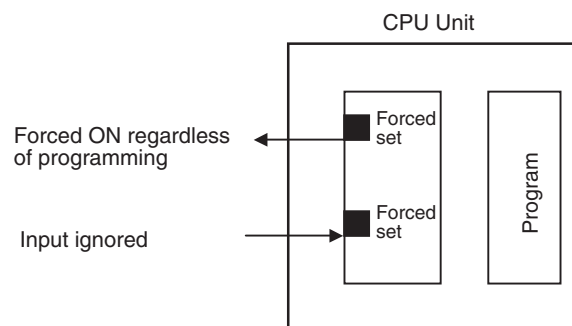 CPU Unit
Forced ON regardless
of programming
Forced
set
Input ignored
Forced
set
Program